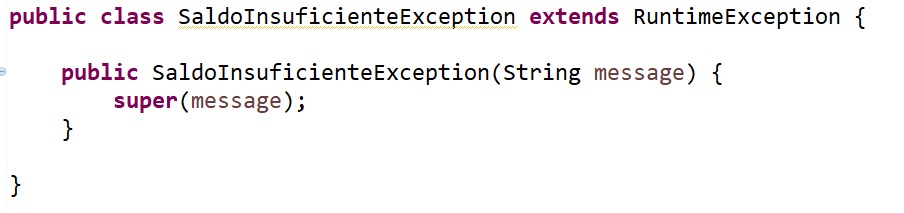 public class SaldoInsuficienteException extends RuntimeException {
public SaldoInsuficienteException(String message) {
super(message);
}
}